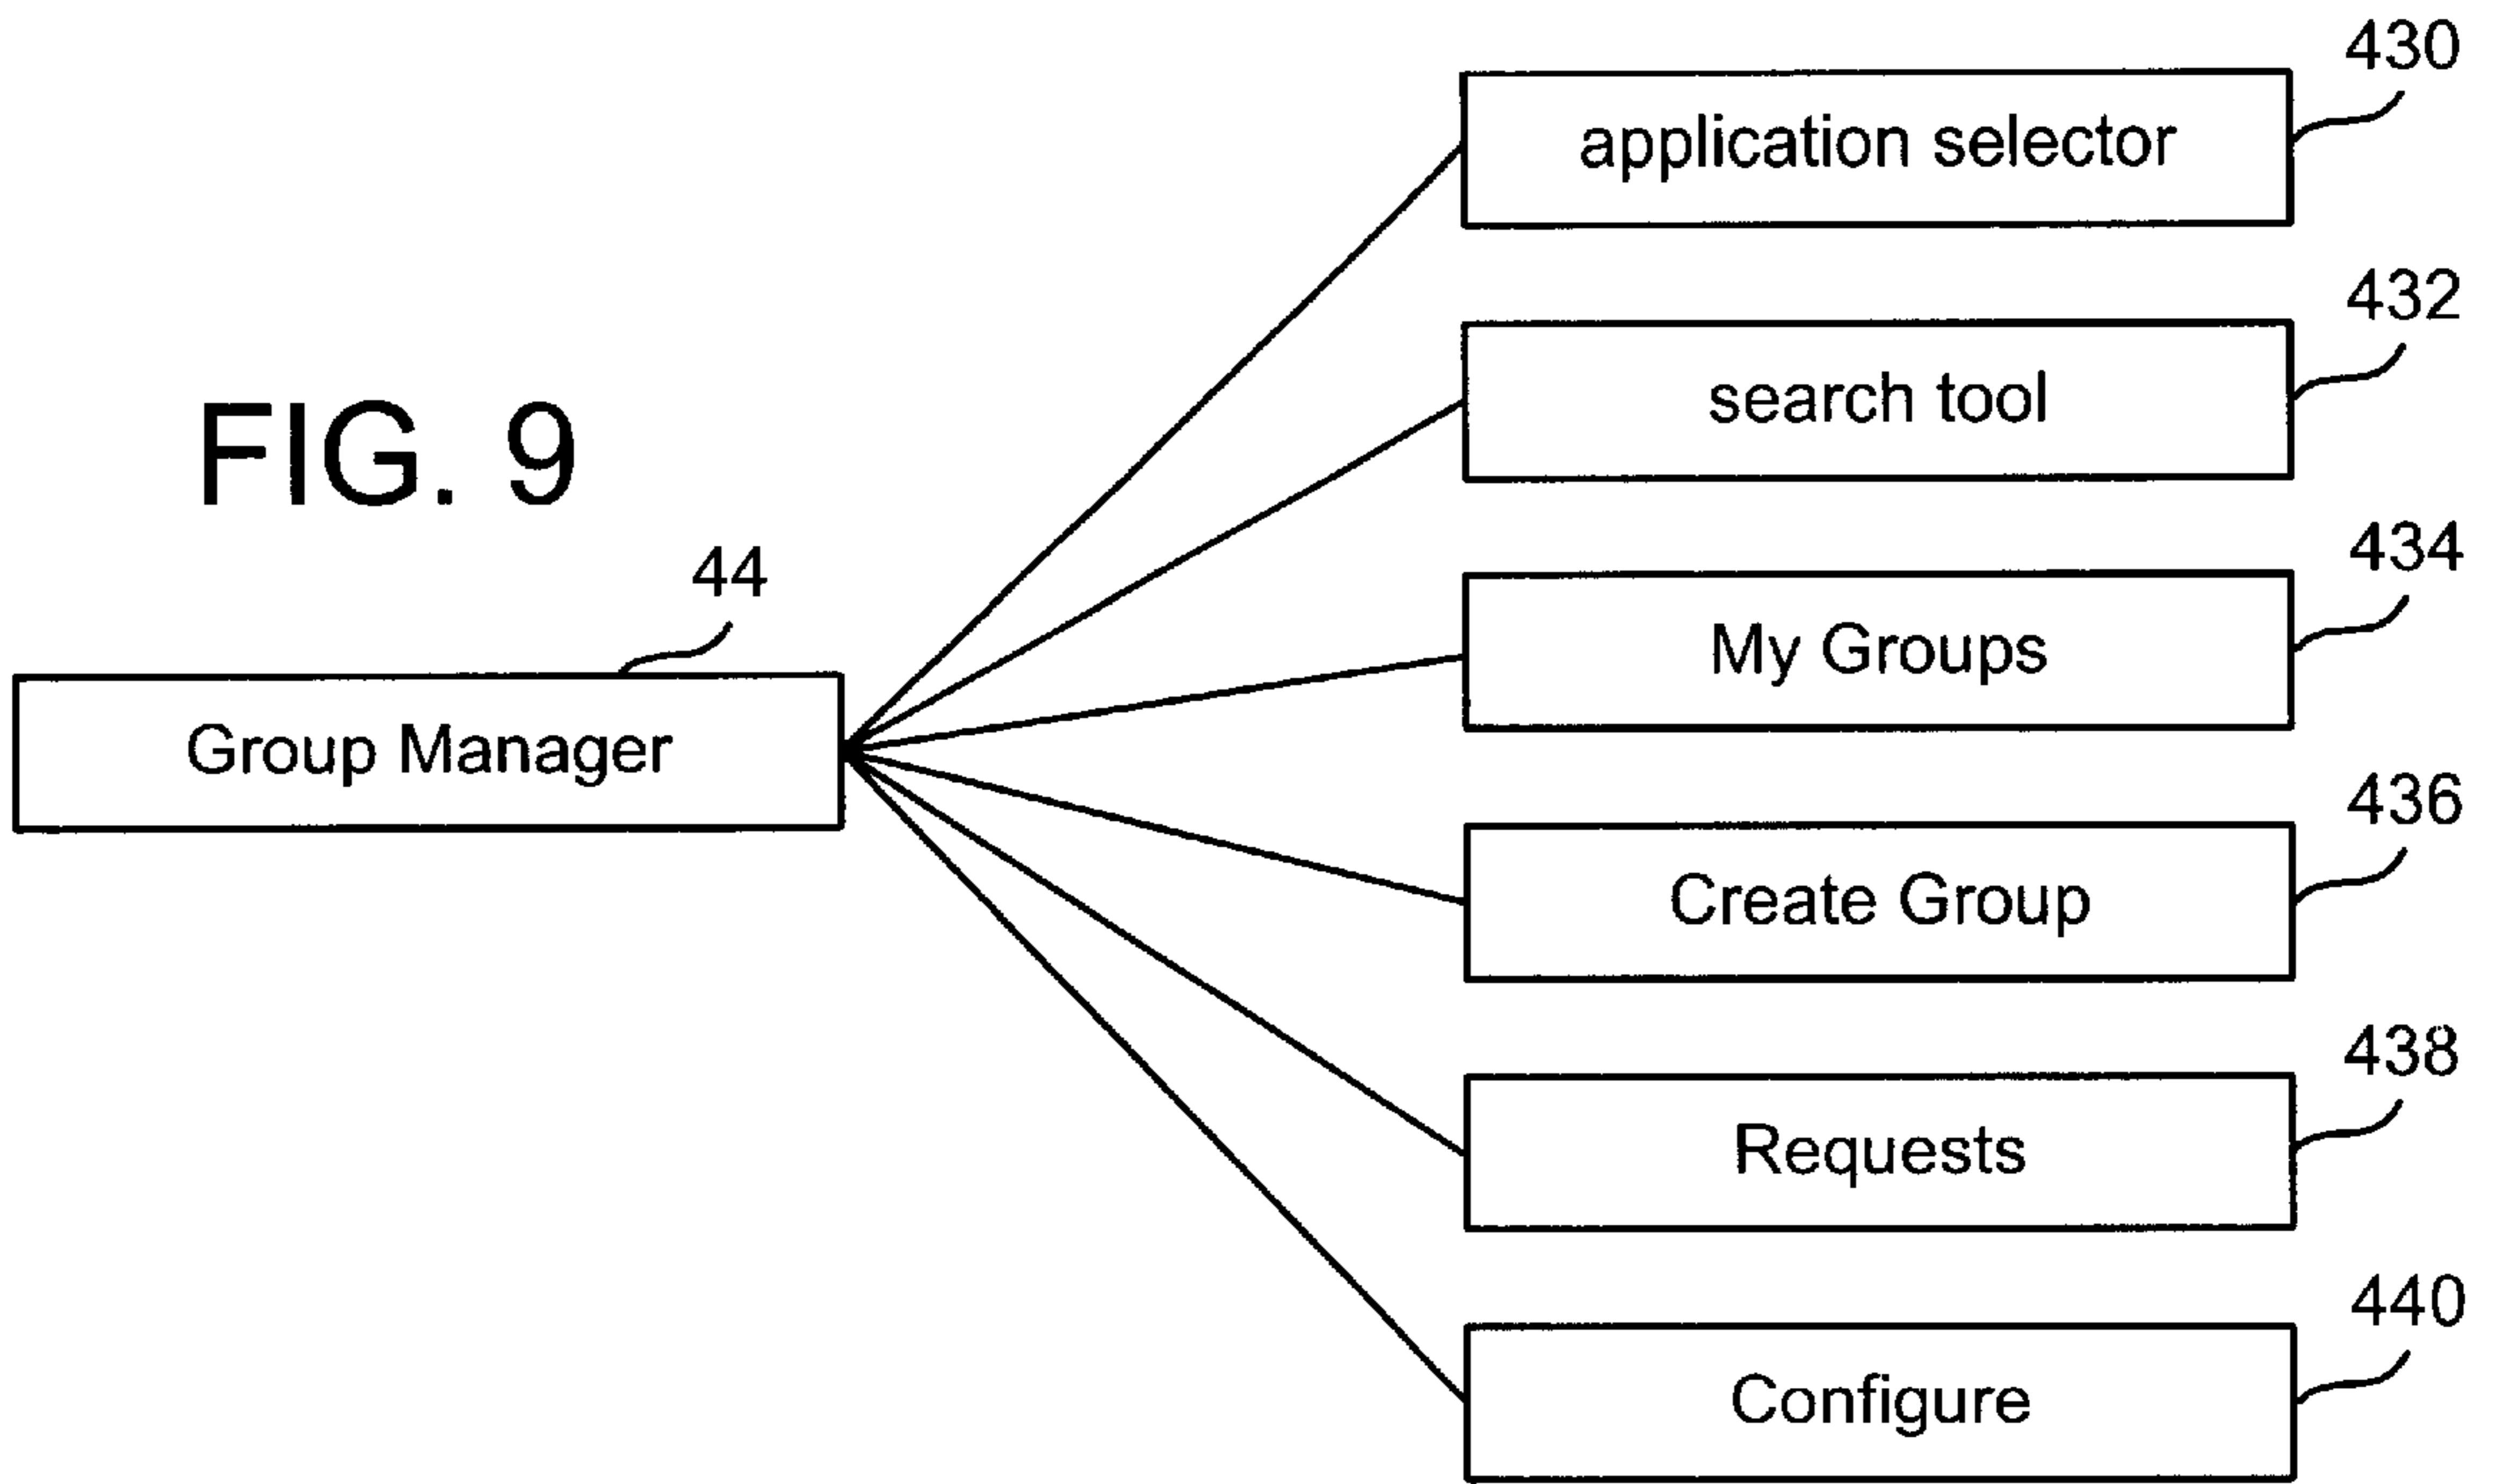 430
application selector
432
search tool
FIG. 9
434
44
My Groups
Group Manager
436
Create Group
438
Requests
440
Configure